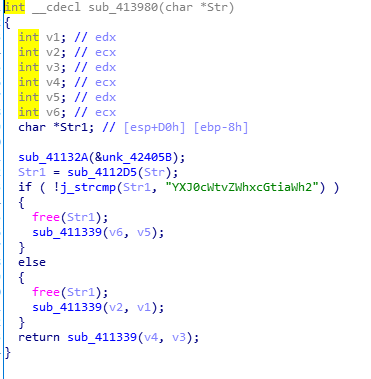 int __cdecl sub_413980(char *Str)
{
int v1; // edx
int v2; // ecx
int v3; // edx
int v4; // ecx
int v5; // edx
int v6; // ecx
char *Str1; // [esp+D0h] [ebp-8h]
sub_41132A(&unk_42405B);
Str1 = sub_4112D5(Str);
if ( !j_strcmp(Str1, "YXJ0cWtvZWhxcGtiaWh2") )
{
free(Str1);
sub_411339(v6, v5);
}
else
{
free(Str1);
sub_411339(v2, v1);
}
return sub_411339(v4, v3);
}